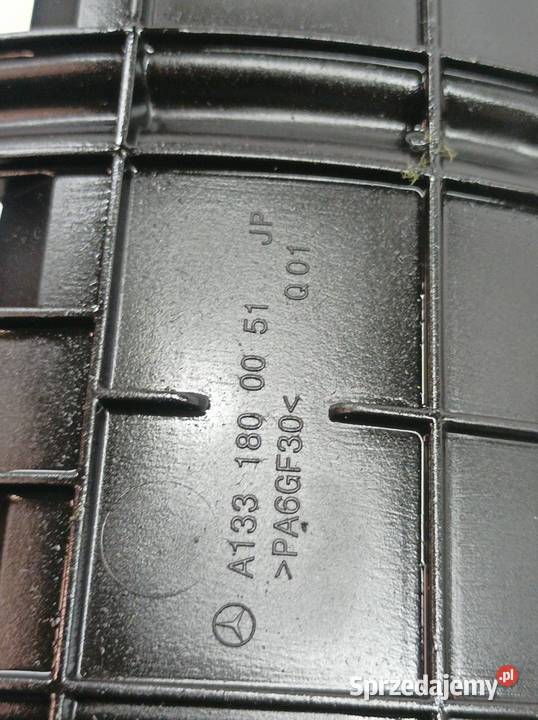 A133 180 00 51 JP
>PA6GF30< Q01
Sprzedajemy.pl